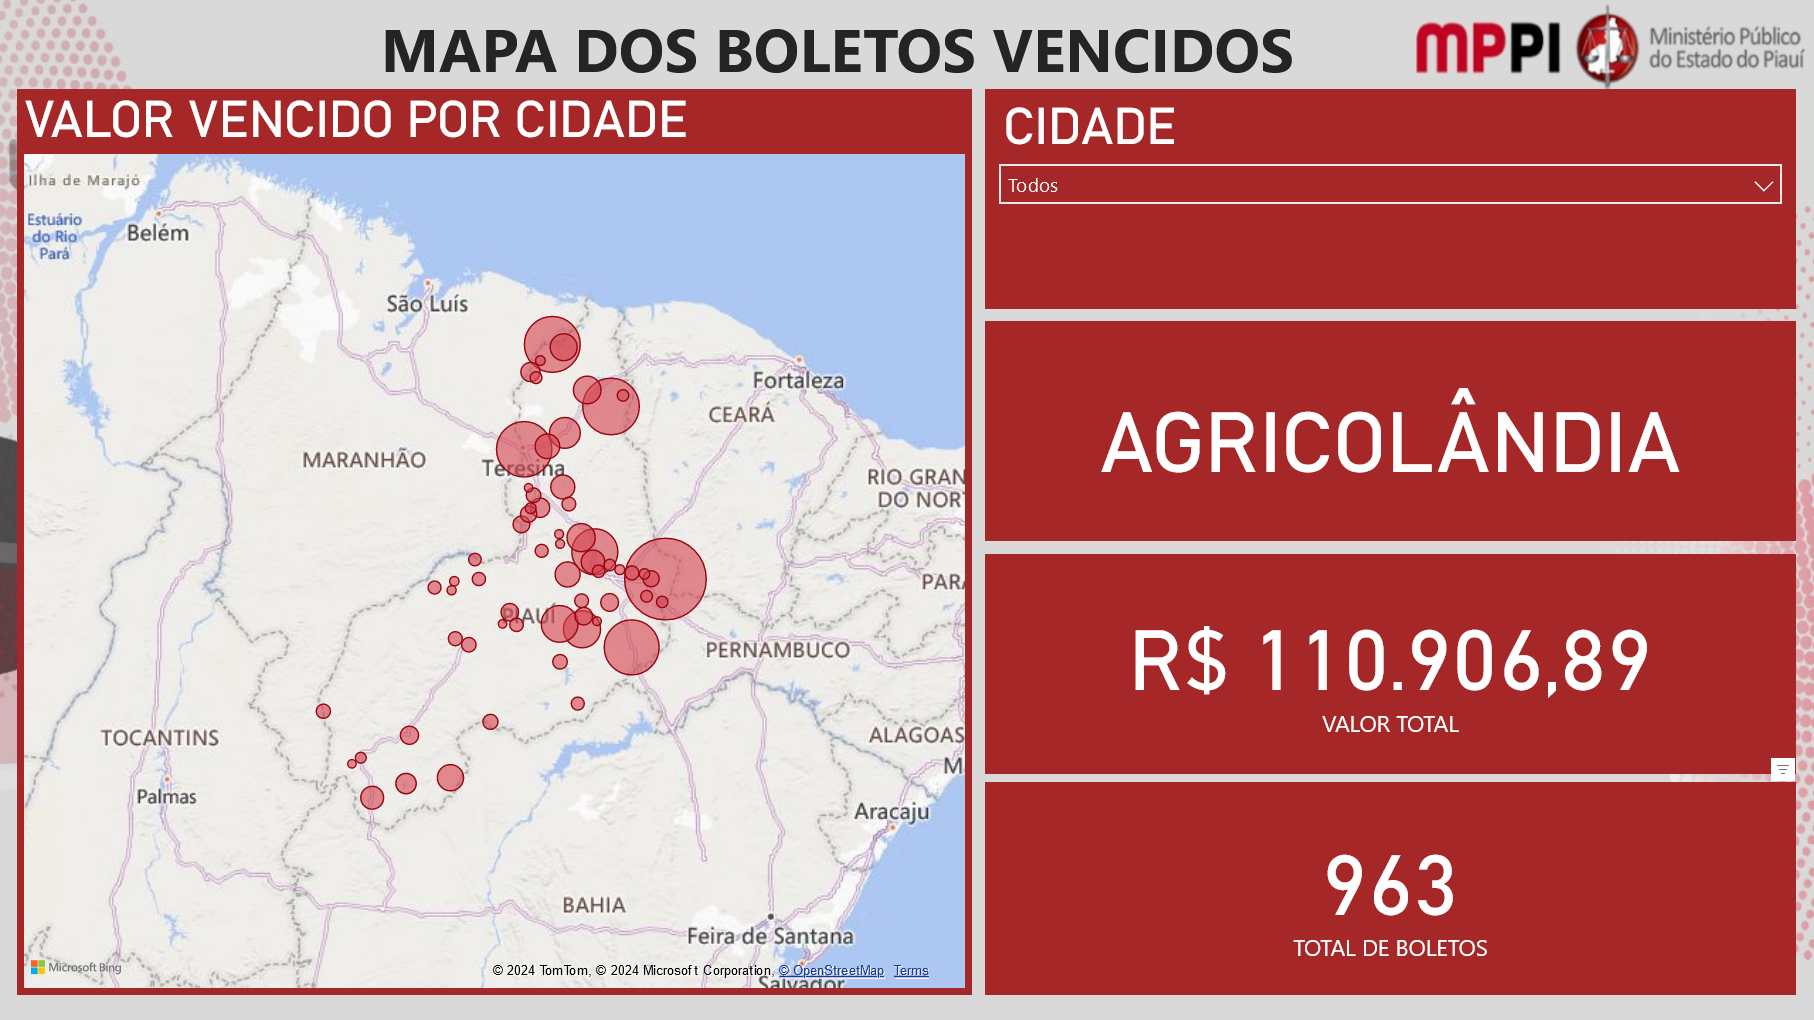 MAPA DOS BOLETOS VENCIDOS
MPPI
Ministério Público
do Estado do Piauí
VALOR VENCIDO POR CIDADE
Ilha de Marajó
Estuário
do Rio
Pará
Belém
São Luís
Fortaleza
CEARÁ
MARANHÃO
Teresina
RIO GRAN
DO NORT
PARA
PIAUÍ
PERNAMBUCO
TOCANTINS
ALAGOAS
M
Palmas
Aracaju
BAHIA
Feira de Santana
Microsoft Bing
© 2024 TomTom, © 2024 Microsoft Corporation, © OpenStreetMap Terms
Salvador
CIDADE
Todos
AGRICOLÂNDIA
R$ 110.906,89
VALOR TOTAL
963
TOTAL DE BOLETOS